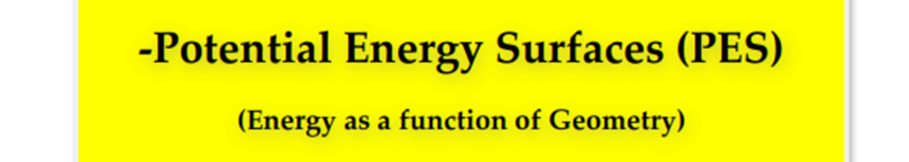 -Potential Energy Surfaces (PES)
(Energy as a function of Geometry)